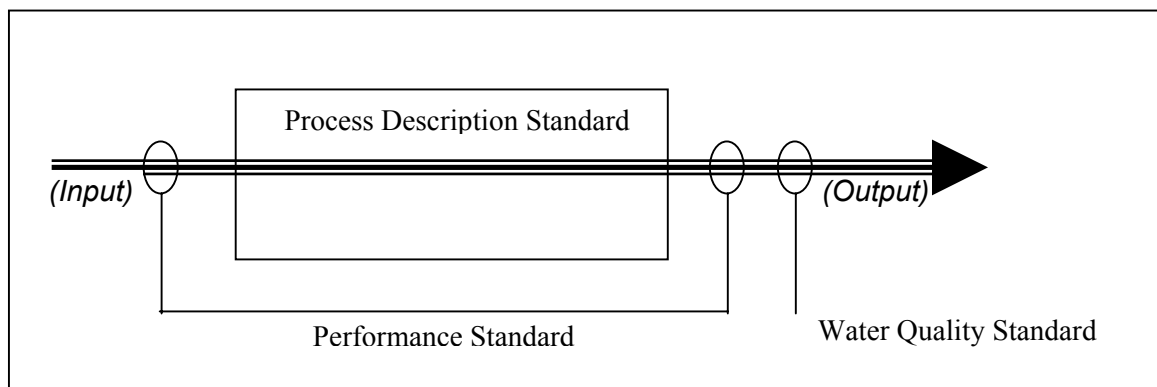 Process Description Standard
(Input)
(Output)
Performance Standard
Water Quality Standard